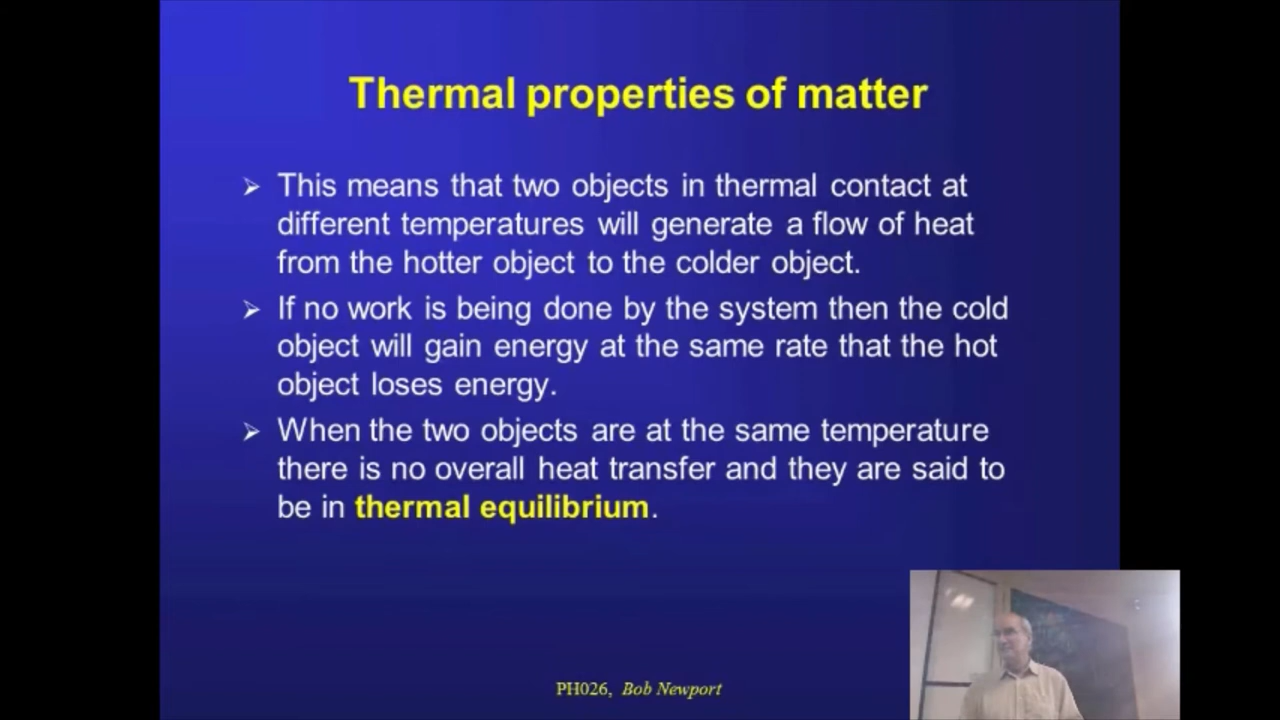 Thermal properties of matter
This means that two objects in thermal contact at
different temperatures will generate a flow of heat
from the hotter object to the colder object.
If no work is being done by the system then the cold
object will gain energy at the same rate that the hot
object loses energy.
When the two objects are at the same temperature
there is no overall heat transfer and they are said to
be in thermal equilibrium.
PH026, Bob Newport